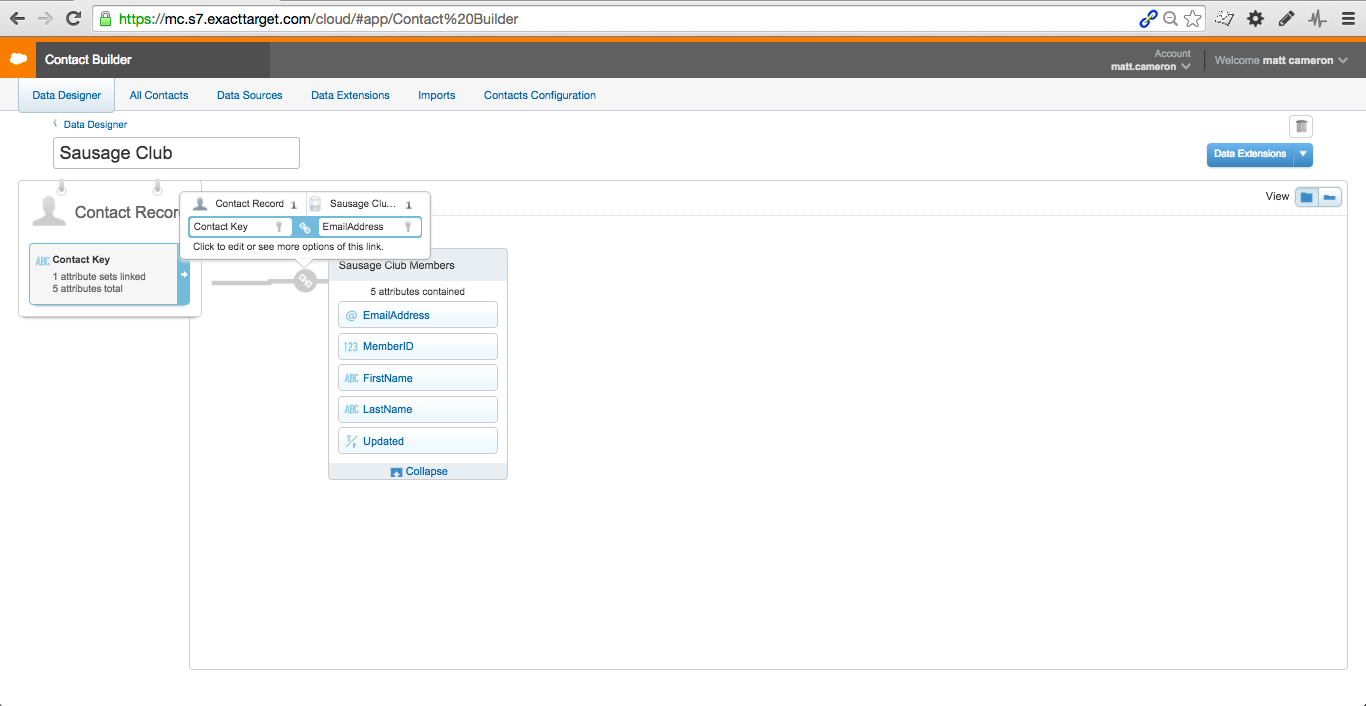 https://mc.s7.exacttarget.com/cloud/#app/Contact%20Builder
Contact Builder
Account
matt.cameron
Welcome matt cameron
Data Designer
All Contacts
Data Sources
Data Extensions
Imports
Contacts Configuration
Data Designer
Sausage Club
Data Extensions
View
Contact Recor
Contact Record 1
Sausage Clu... 1
Contact Key
EmailAddress
Click to edit or see more options of this link.
ABC Contact Key
1 attribute sets linked
5 attributes total
Sausage Club Members
5 attributes contained
@ EmailAddress
123 MemberID
ABC FirstName
ABC LastName
T/F Updated
Collapse